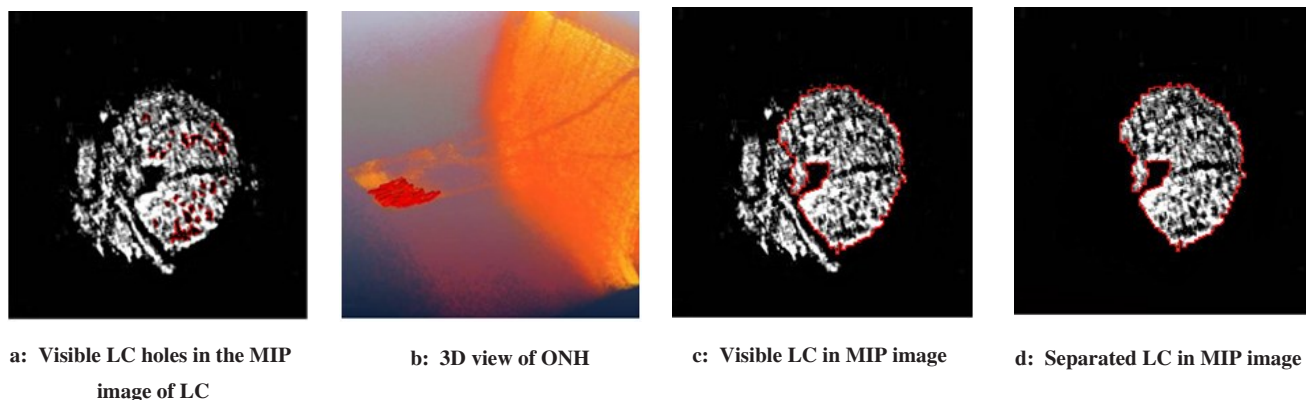 a: Visible LC holes in the MIP
image of LC
b: 3D view of ONH
c: Visible LC in MIP image
d: Separated LC in MIP image